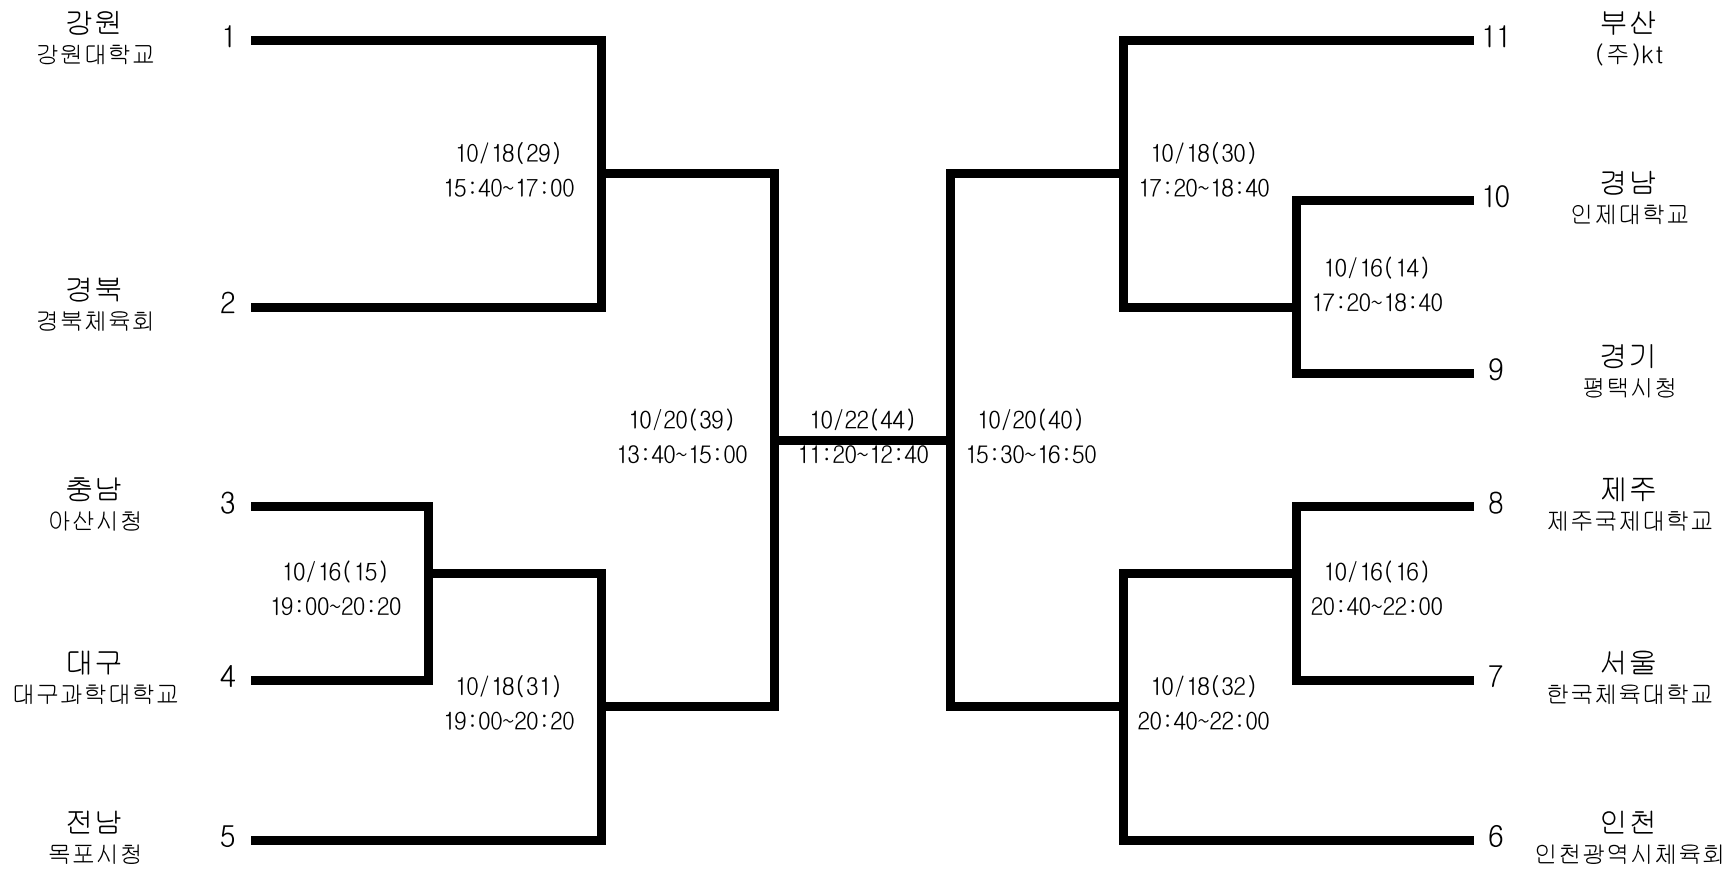 강원
강원대학교
1
10/18(29)
15:40~17:00
경북
경북체육회
2
충남
아산시청
3
10/16(15)
19:00~20:20
대구
대구과학대학교
4
10/18(31)
19:00~20:20
전남
목포시청
5
10/20(39)
13:40~15:00
10/22(44)
11:20~12:40
10/20(40)
15:30~16:50
11
부산
(주)kt
10/18(30)
17:20~18:40
10
경남
인제대학교
10/16(14)
17:20~18:40
9
경기
평택시청
8
제주
제주국제대학교
10/16(16)
20:40~22:00
7
서울
한국체육대학교
10/18(32)
20:40~22:00
6
인천
인천광역시체육회